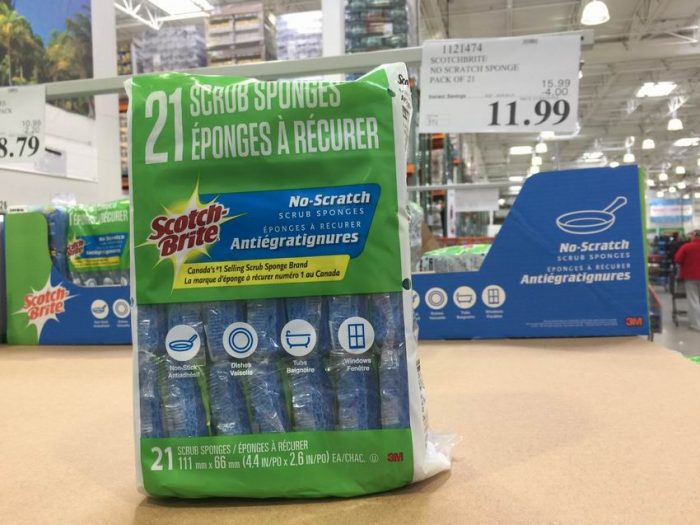 1121474
SCOTCHBRITE
NO SCRATCH SPONGE
PACK OF 21
15.99
Instant Savings
-4.00
11.99
10.99
8.79
21 SCRUB SPONGES
ÉPONGES À RÉCURER
Scotch-Brite
No-Scratch
SCRUB SPONGES
ÉPONGES À RÉCURER
Antiégratignures
Canada's #1 Selling Scrub Sponge Brand
La marque d'éponge à récurer numéro 1 au Canada
Non-Stick
Antiadhésif
Dishes
Vaisselle
Tubs
Baignoire
Windows
Fenêtre
21 SCRUB SPONGES / ÉPONGES À RÉCURER
111 mm x 66 mm (4.4 IN/PO x 2.6 IN/PO) EA/CHAC.
3M
Scotch-Brite
No-Scratch
SCRUB SPONGES
ÉPONGES À RÉCURER
Antiégratignures
3M